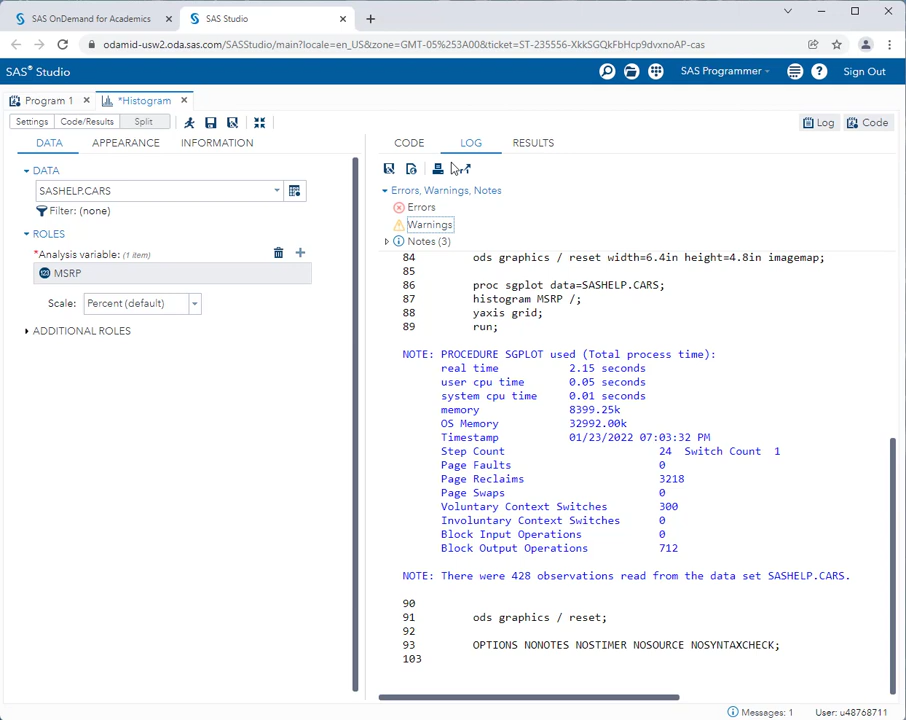 SAS OnDemand for Academics
SAS Studio
odamid-usw2.oda.sas.com/SASStudio/main?locale=en_US&zone=GMT-05%253A00&ticket=ST-235556-XkkSGQkFbHcp9dvxnoAP-cas
SAS® Studio
SAS Programmer
Sign Out
Program 1
*Histogram
Settings Code/Results Split
Log Code
DATA APPEARANCE INFORMATION
DATA
SASHELP.CARS
Filter: (none)
ROLES
*Analysis variable: (1 item)
123 MSRP
Scale: Percent (default)
ADDITIONAL ROLES
CODE LOG RESULTS
Errors, Warnings, Notes
Errors
Warnings
Notes (3)
84 ods graphics / reset width=6.4in height=4.8in imagemap;
85
86 proc sgplot data=SASHELP.CARS;
87 histogram MSRP /;
88 yaxis grid;
89 run;
NOTE: PROCEDURE SGPLOT used (Total process time):
real time 2.15 seconds
user cpu time 0.05 seconds
system cpu time 0.01 seconds
memory 8399.25k
OS Memory 32992.00k
Timestamp 01/23/2022 07:03:32 PM
Step Count 24 Switch Count 1
Page Faults 0
Page Reclaims 3218
Page Swaps 0
Voluntary Context Switches 300
Involuntary Context Switches 0
Block Input Operations 0
Block Output Operations 712
NOTE: There were 428 observations read from the data set SASHELP.CARS.
90
91 ods graphics / reset;
92
93 OPTIONS NONOTES NOSTIMER NOSOURCE NOSYNTAXCHECK;
103
Messages: 1 User: u48768711